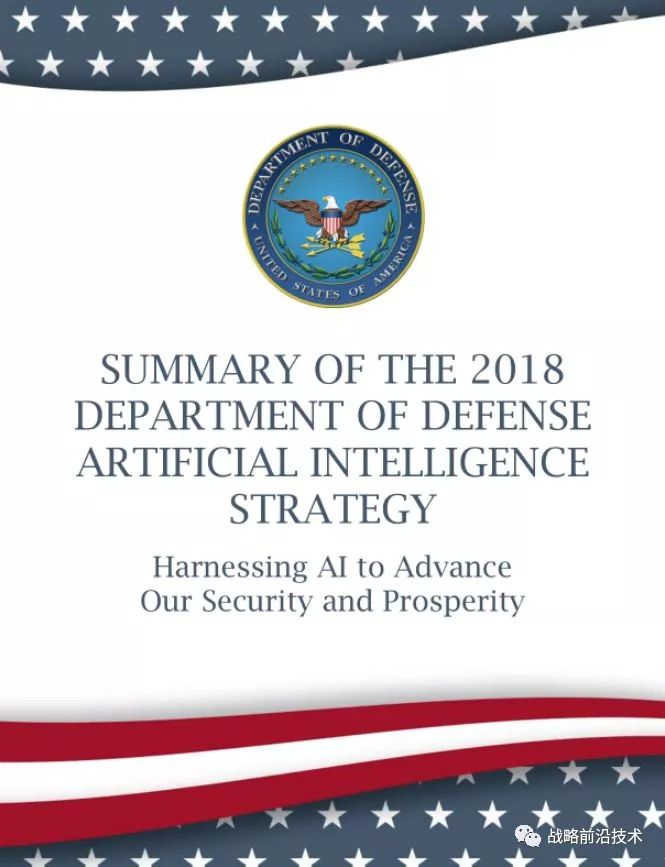 DEPARTMENT OF DEFENSE
UNITED STATES OF AMERICA
SUMMARY OF THE 2018
DEPARTMENT OF DEFENSE
ARTIFICIAL INTELLIGENCE
STRATEGY
Harnessing AI to Advance
Our Security and Prosperity
战略前沿技术